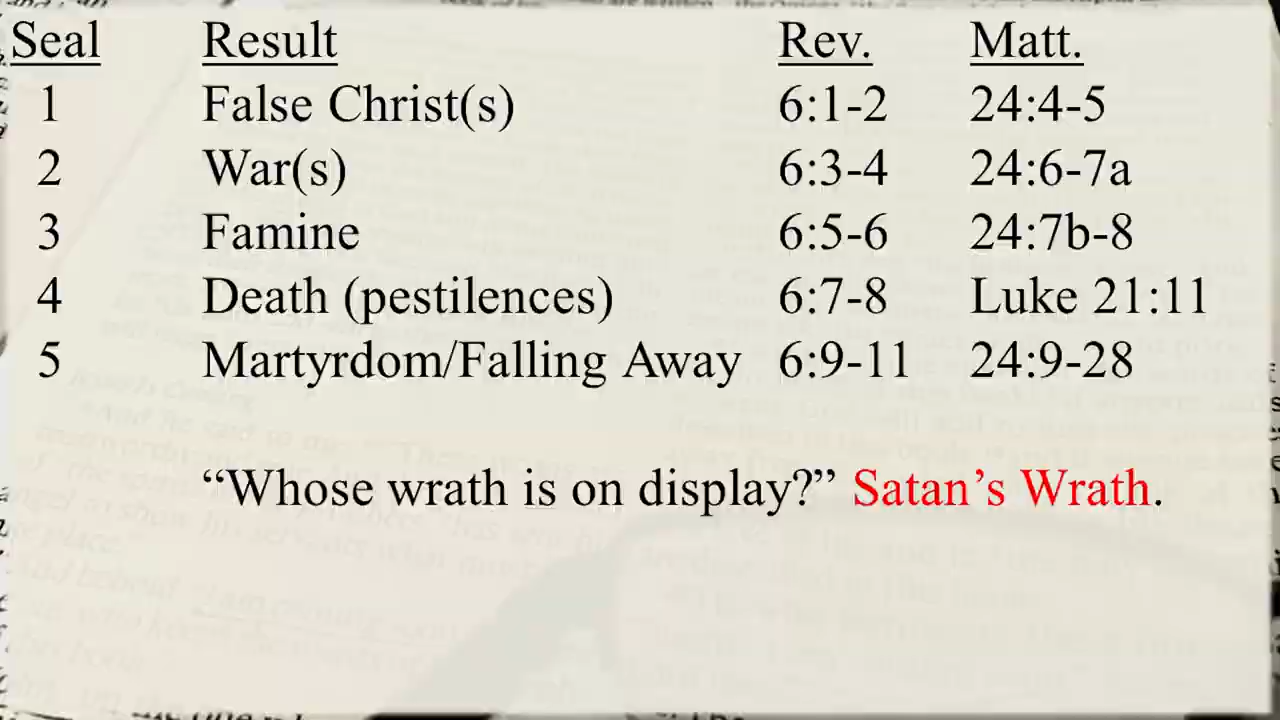 Seal Result Rev. Matt.
1 False Christ(s) 6:1-2 24:4-5
2 War(s) 6:3-4 24:6-7a
3 Famine 6:5-6 24:7b-8
4 Death (pestilences) 6:7-8 Luke 21:11
5 Martyrdom/Falling Away 6:9-11 24:9-28
“Whose wrath is on display?” Satan’s Wrath.